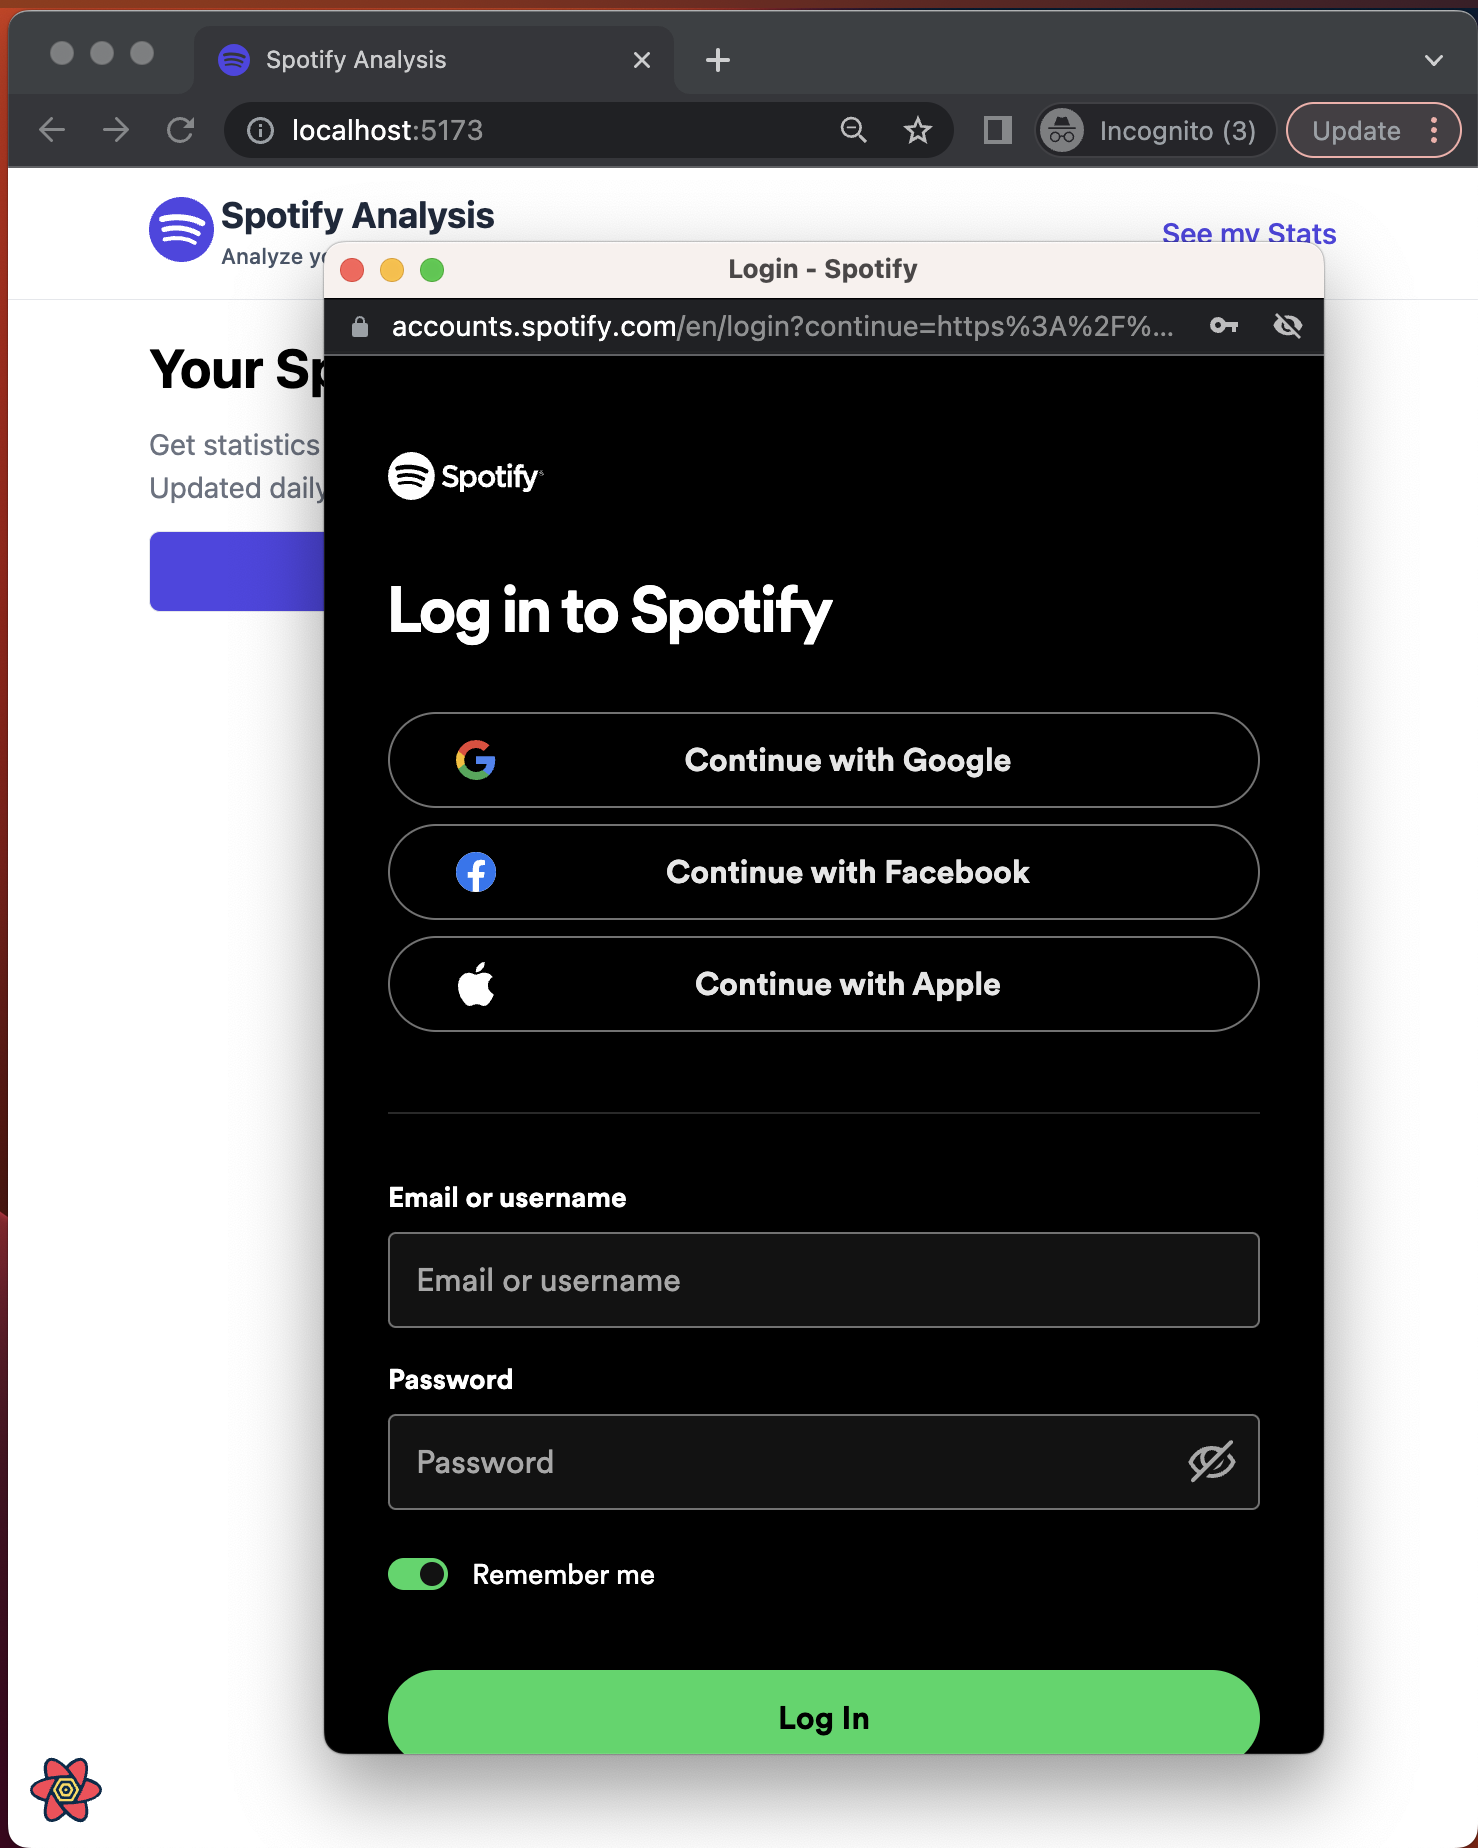 Spotify Analysis
localhost:5173
Incognito (3)
Update
Spotify Analysis
Analyze
See my Stats
Login - Spotify
accounts.spotify.com/en/login?continue=https%3A%2F%...
Your
Get statistics
Updated daily
Spotify
Log in to Spotify
Continue with Google
Continue with Facebook
Continue with Apple
Email or username
Email or username
Password
Password
Remember me
Log In